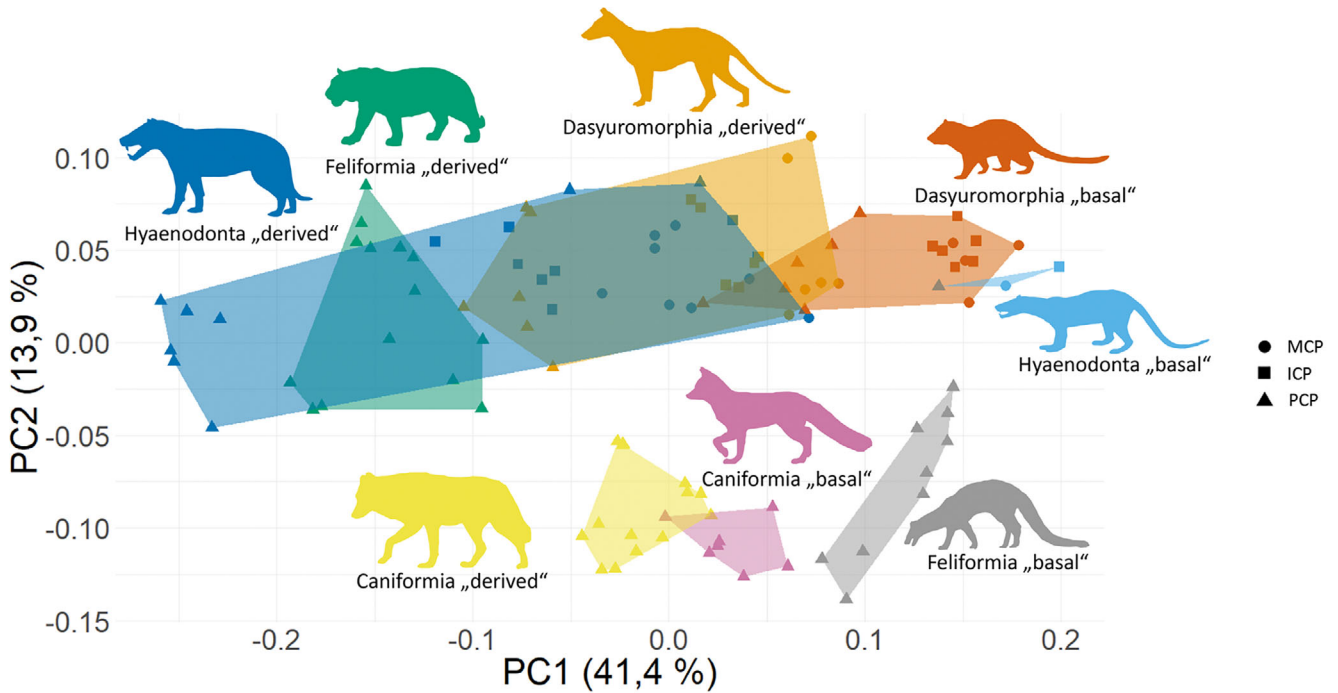 Dasyuromorphia „derived“
Feliformia „derived“
Dasyuromorphia „basal“
Hyaenodonta „derived“
Hyaenodonta „basal“
Caniformia „basal“
Caniformia „derived“
Feliformia „basal“
MCP
ICP
PCP
PC2 (13,9 %)
0.10
0.05
0.00
-0.05
-0.10
-0.15
-0.2
-0.1
0.0
0.1
0.2
PC1 (41,4 %)